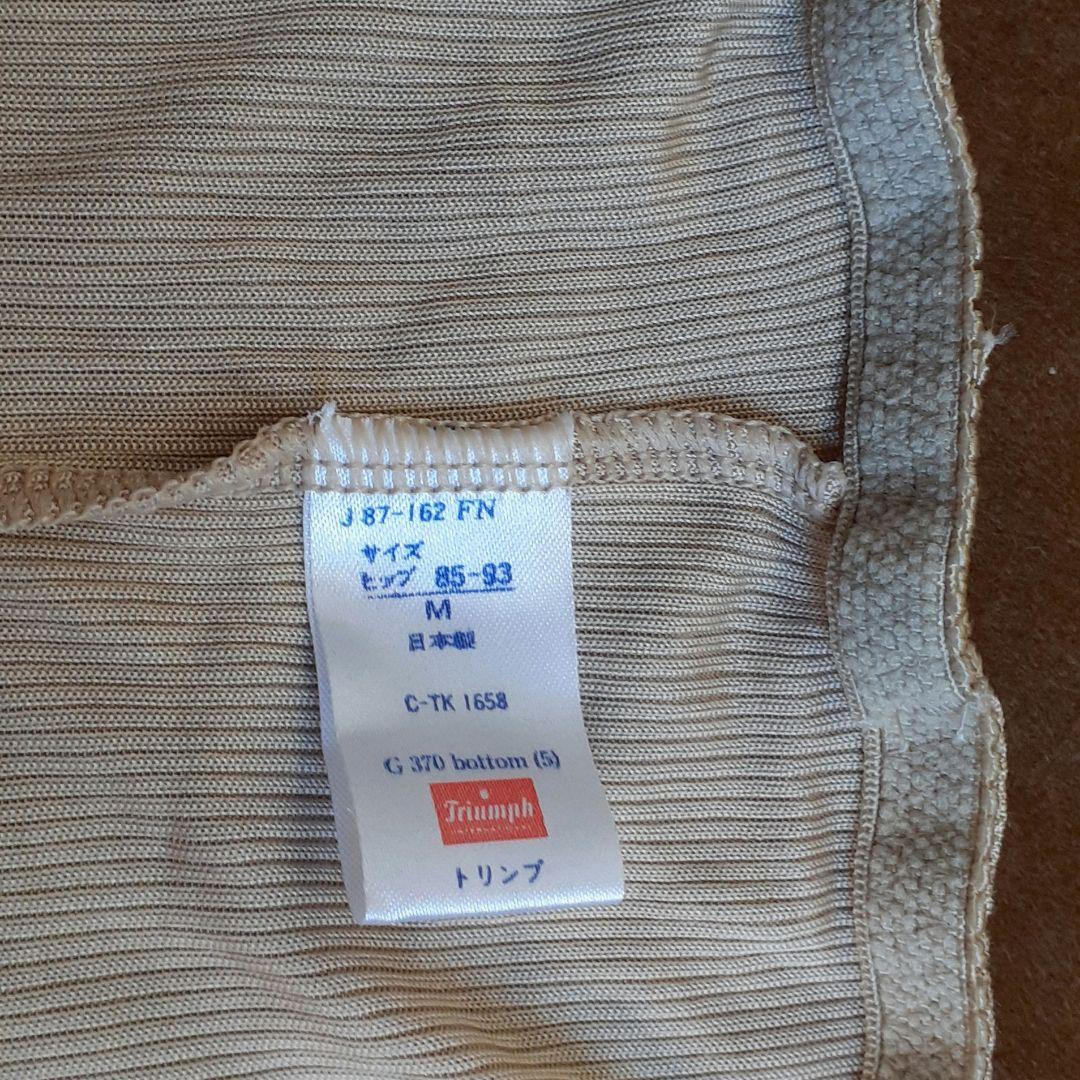 J 87-162 FN
サイズ
ヒップ 85-93
M
日本製
C-TK 1658
G 370 bottom (5)
Triumph
INTERNATIONAL
トリンプ